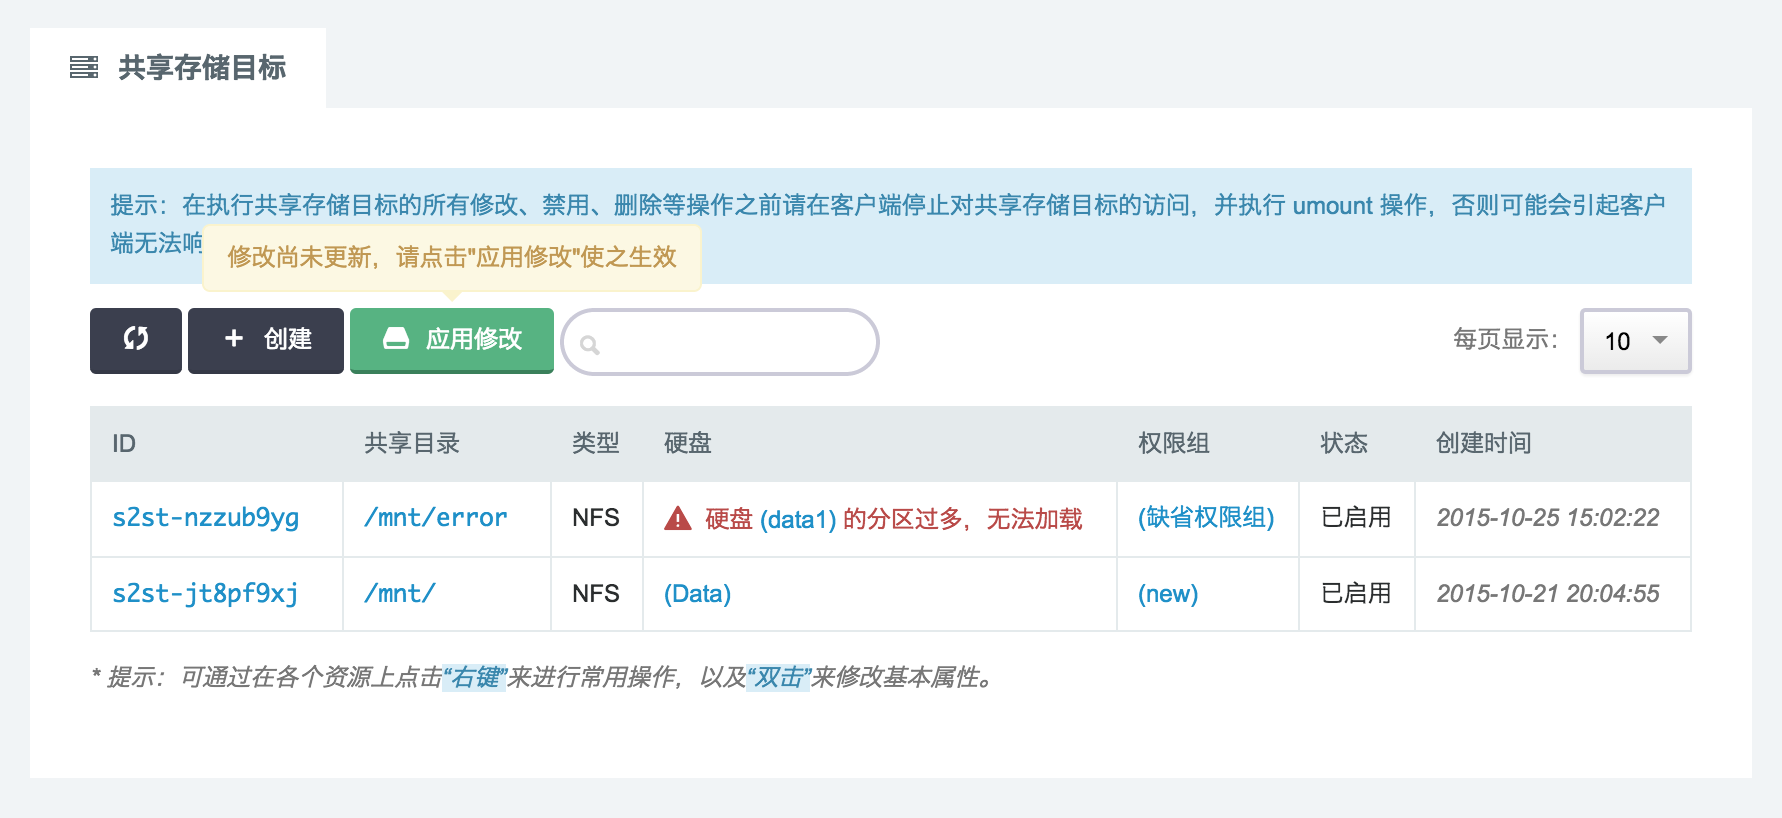 共享存储目标
提示：在执行共享存储目标的所有修改、禁用、删除等操作之前请在客户端停止对共享存储目标的访问，并执行 umount 操作，否则可能会引起客户
端无法响
修改尚未更新，请点击"应用修改"使之生效
创建 应用修改 每页显示： 10
ID 共享目录 类型 硬盘 权限组 状态 创建时间
s2st-nzzub9yg /mnt/error NFS 硬盘 (data1) 的分区过多，无法加载 (缺省权限组) 已启用 2015-10-25 15:02:22
s2st-jt8pf9xj /mnt/ NFS (Data) (new) 已启用 2015-10-21 20:04:55
* 提示：可通过在各个资源上点击“右键”来进行常用操作，以及“双击”来修改基本属性。